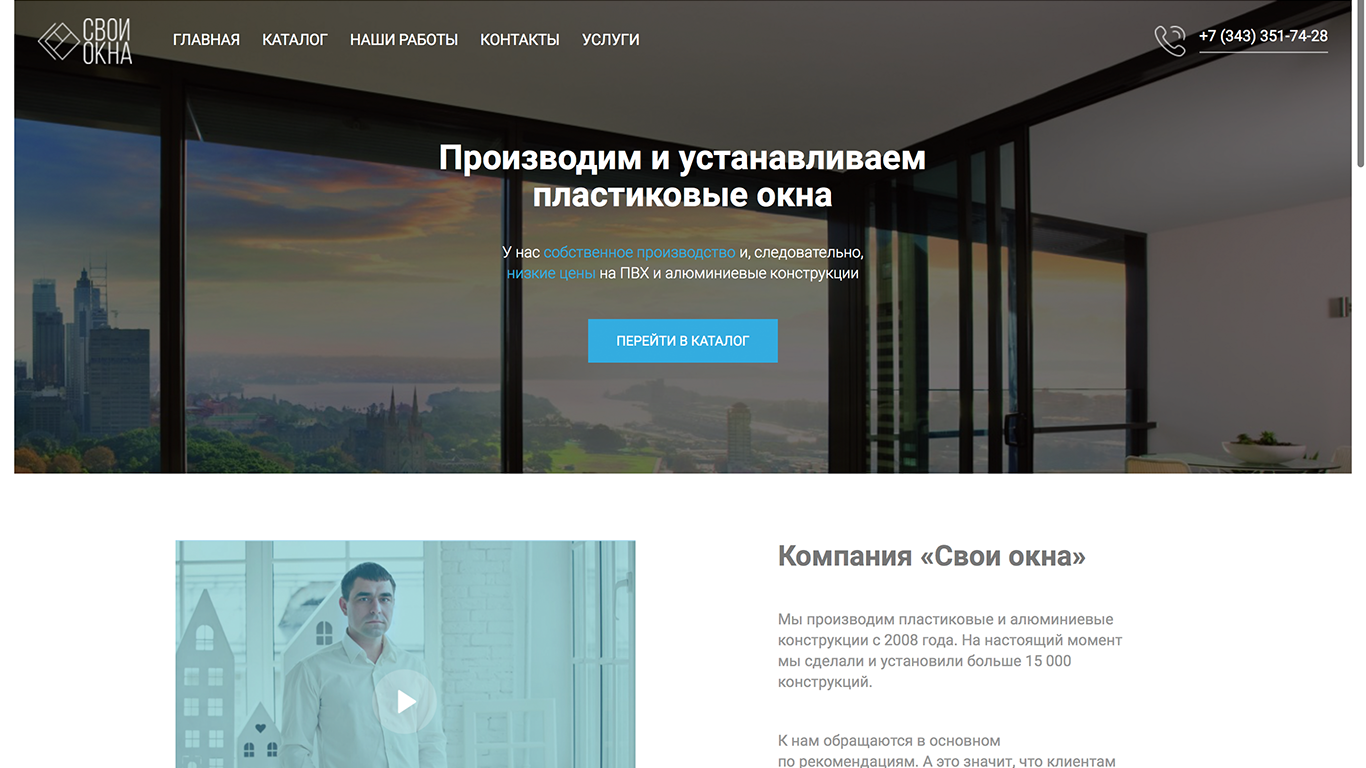 СВОИ
ОКНА
ГЛАВНАЯ КАТАЛОГ НАШИ РАБОТЫ КОНТАКТЫ УСЛУГИ
+7 (343) 351-74-28
Производим и устанавливаем
пластиковые окна
У нас собственное производство и, следовательно,
низкие цены на ПВХ и алюминиевые конструкции
ПЕРЕЙТИ В КАТАЛОГ
Компания «Свои окна»
Мы производим пластиковые и алюминиевые
конструкции с 2008 года. На настоящий момент
мы сделали и установили больше 15 000
конструкций.
К нам обращаются в основном
по рекомендациям. А это значит, что клиентам